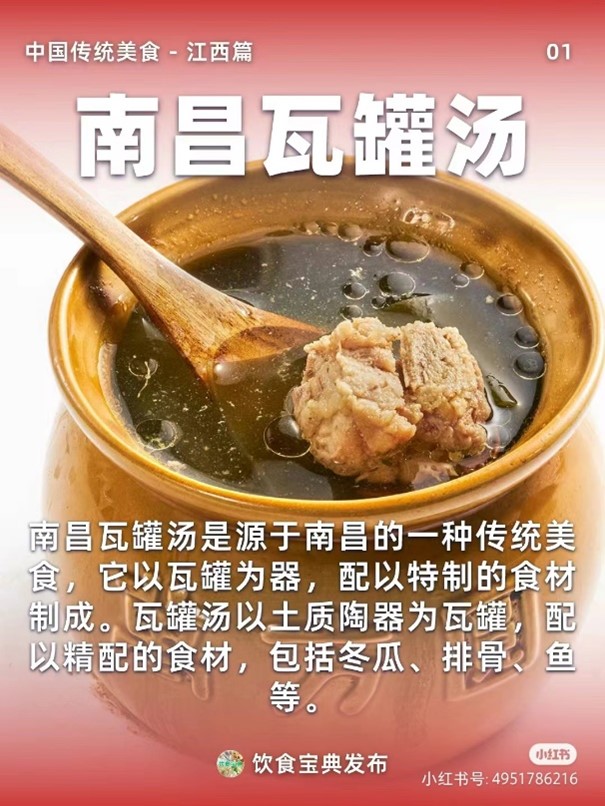 中国传统美食 - 江西篇
01
南昌瓦罐汤
南昌瓦罐汤是源于南昌的一种传统美
食，它以瓦罐为器，配以特制的食材
制成。瓦罐汤以土质陶器为瓦罐，配
以精配的食材，包括冬瓜、排骨、鱼
等。
饮食宝典发布
小红书
小红书号: 4951786216